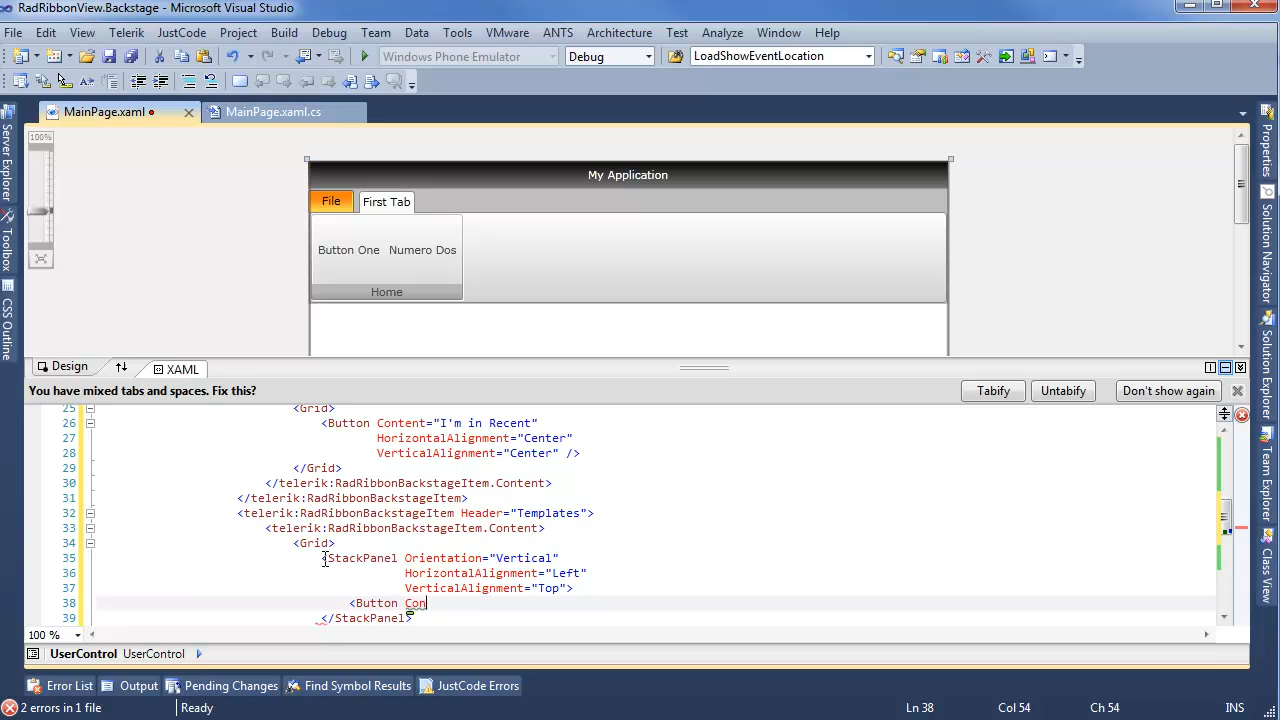 RadRibbonView.Backstage - Microsoft Visual Studio
File Edit View Telerik JustCode Project Build Debug Team Data Tools VMware ANTS Architecture Test Analyze Window Help
Windows Phone Emulator Debug LoadShowEventLocation
MainPage.xaml MainPage.xaml.cs
100%
My Application
File First Tab
Button One Numero Dos
Home
Server Explorer
Toolbox
CSS Outline
Properties
Solution Navigator
Solution Explorer
Team Explorer
Class View
Design XAML
You have mixed tabs and spaces. Fix this? Tabify Untabify Don't show again
25 <Grid>
26 <Button Content="I'm in Recent"
27 HorizontalAlignment="Center"
28 VerticalAlignment="Center" />
29 </Grid>
30 </telerik:RadRibbonBackstageItem.Content>
31 </telerik:RadRibbonBackstageItem>
32 <telerik:RadRibbonBackstageItem Header="Templates">
33 <telerik:RadRibbonBackstageItem.Content>
34 <Grid>
35 <StackPanel Orientation="Vertical"
36 HorizontalAlignment="Left"
37 VerticalAlignment="Top">
38 <Button Con
39 </StackPanel>
100 %
UserControl UserControl
Error List Output Pending Changes Find Symbol Results JustCode Errors
2 errors in 1 file Ready Ln 38 Col 54 Ch 54 INS